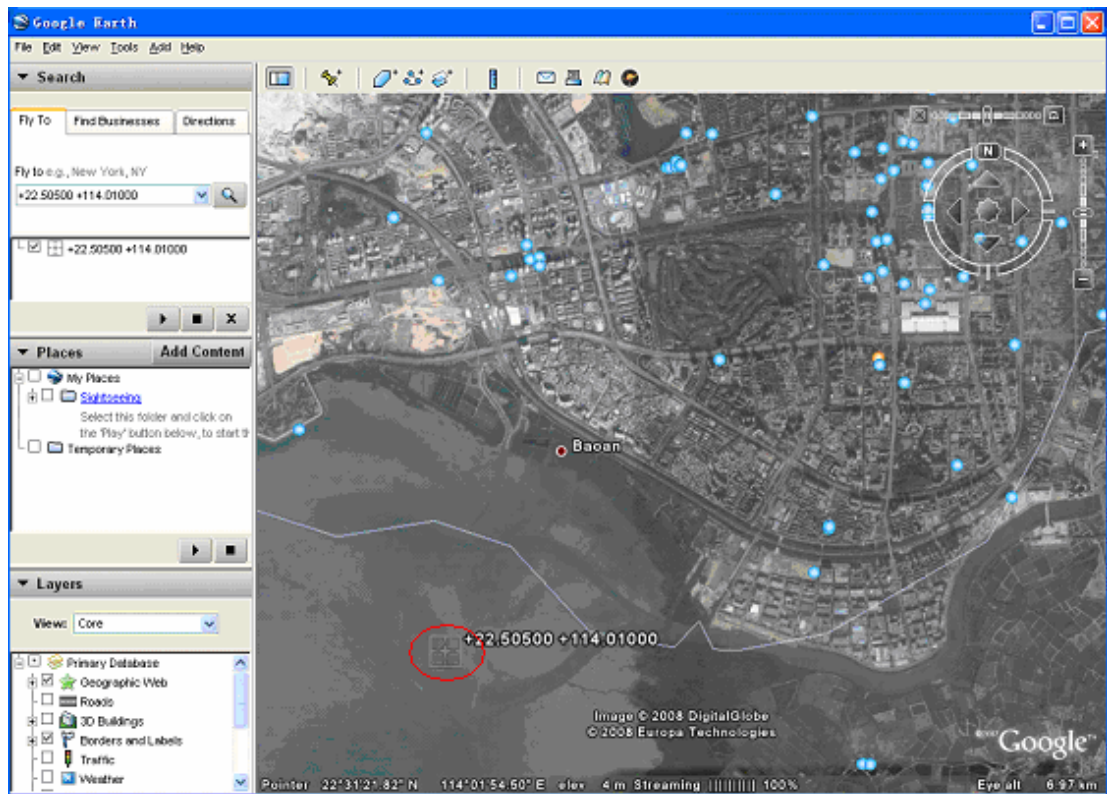 Google Earth
File Edit View Tools Add Help
Search
Fly To Find Businesses Directions
Fly to e.g., New York, NY
+22.50500 +114.01000
+22.50500 +114.01000
Places Add Content
My Places
Sightseeing
Select this folder and click on
the 'Play' button below, to start th
Temporary Places
Layers
View: Core
Primary Database
Geographic Web
Roads
3D Buildings
Borders and Labels
Traffic
Weather
N
Baoan
+22.50500 +114.01000
Image © 2008 DigitalGlobe
© 2008 Europa Technologies
Google
Pointer 22°31'21.82" N 114°01'54.50" E elev 4 m Streaming ||||||||| 100% Eye alt 6.97 km